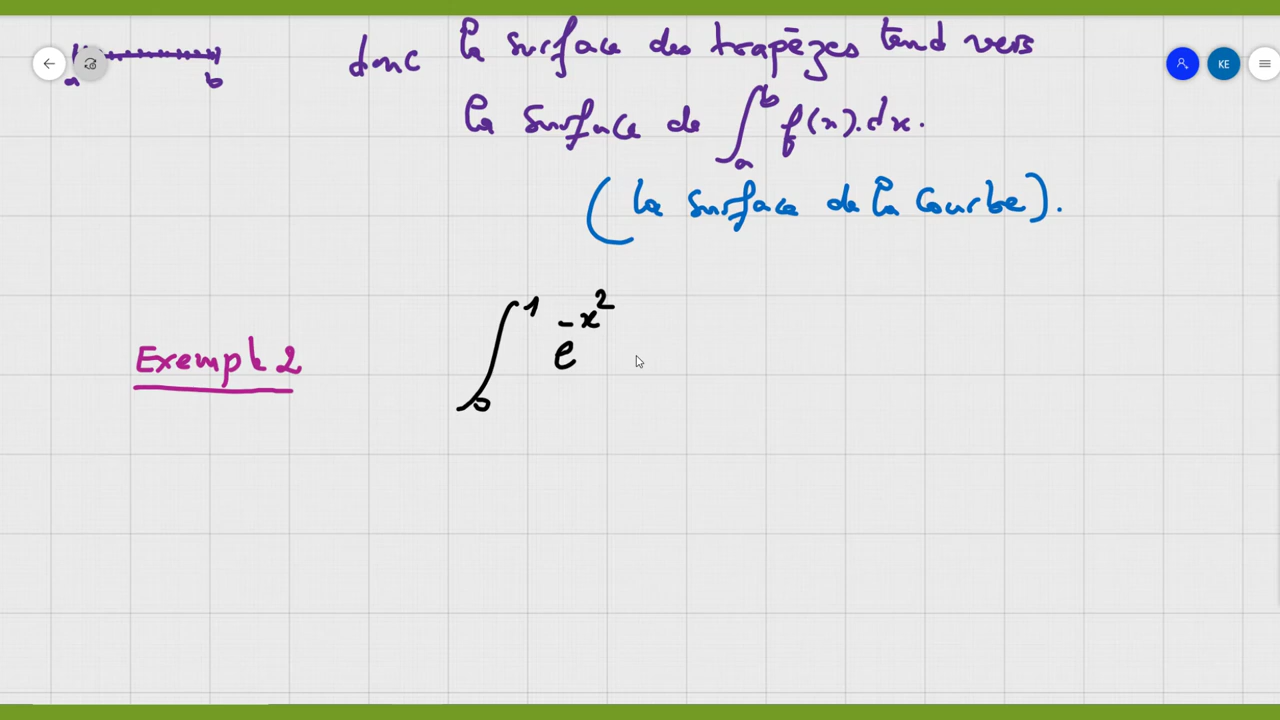 donc la surface des trapèzes tend vers
a b
la surface de ∫_a^b f(x).dx.
(la surface de la courbe).
Exemple 2 ∫_0^1 e^{-x^2}
KE